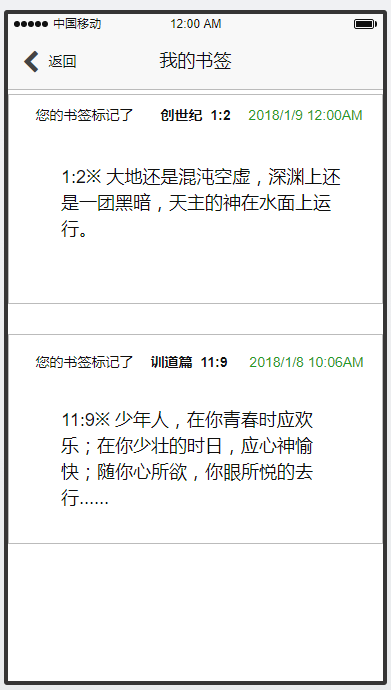 中国移动 12:00 AM
返回 我的书签
您的书签标记了 创世纪 1:2 2018/1/9 12:00AM
1:2※ 大地还是混沌空虚，深渊上还
是一团黑暗，天主的神在水面上运
行。
您的书签标记了 训道篇 11:9 2018/1/8 10:06AM
11:9※ 少年人，在你青春时应欢
乐；在你少壮的时日，应心神愉
快；随你心所欲，你眼所悦的去
行......